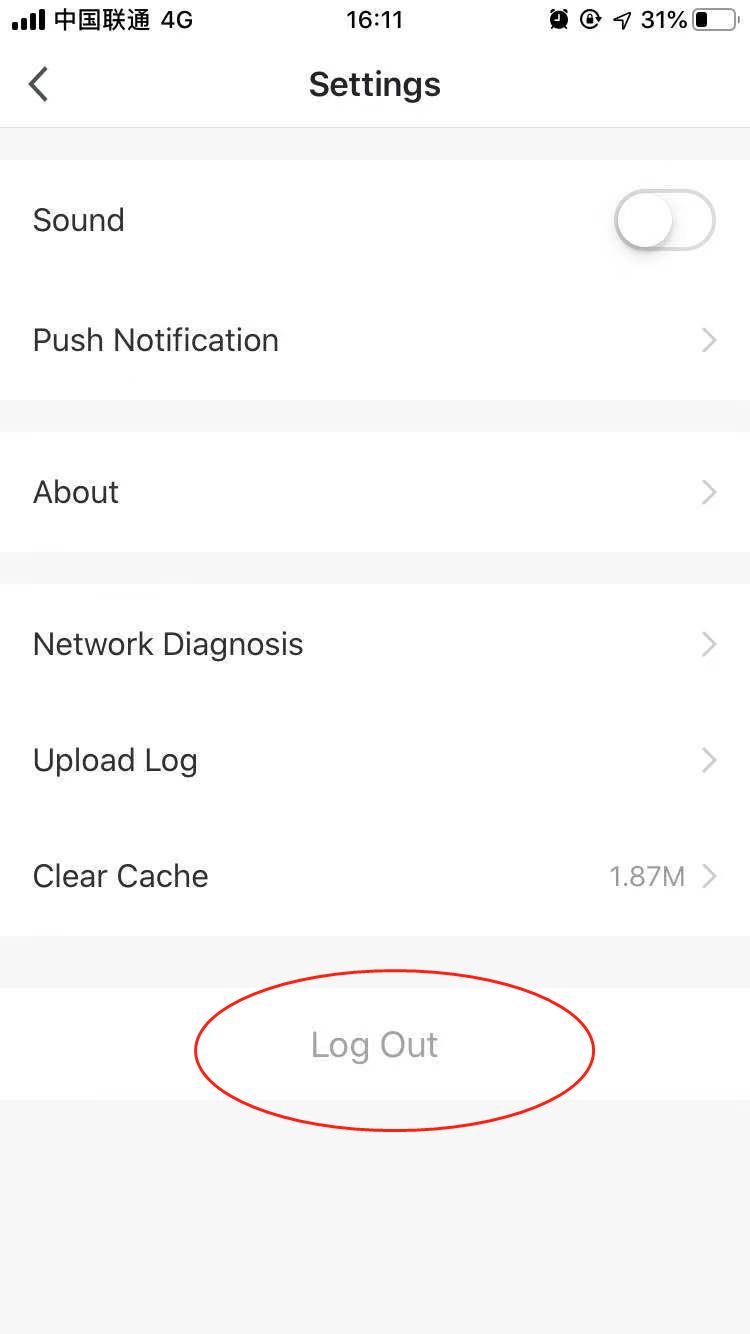 中国联通 4G 16:11 31%
Settings
Sound
Push Notification
About
Network Diagnosis
Upload Log
Clear Cache 1.87M
Log Out